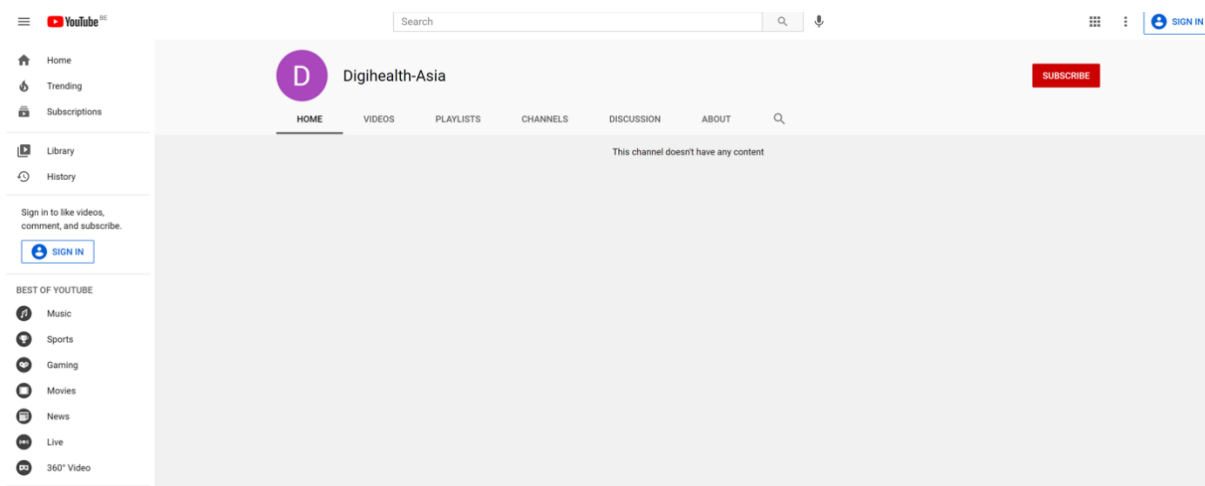 YouTube BE
Search
SIGN IN
Home
Trending
Subscriptions
Library
History
Sign in to like videos,
comment, and subscribe.
SIGN IN
BEST OF YOUTUBE
Music
Sports
Gaming
Movies
News
Live
360° Video
D
Digihealth-Asia
SUBSCRIBE
HOME VIDEOS PLAYLISTS CHANNELS DISCUSSION ABOUT
This channel doesn't have any content